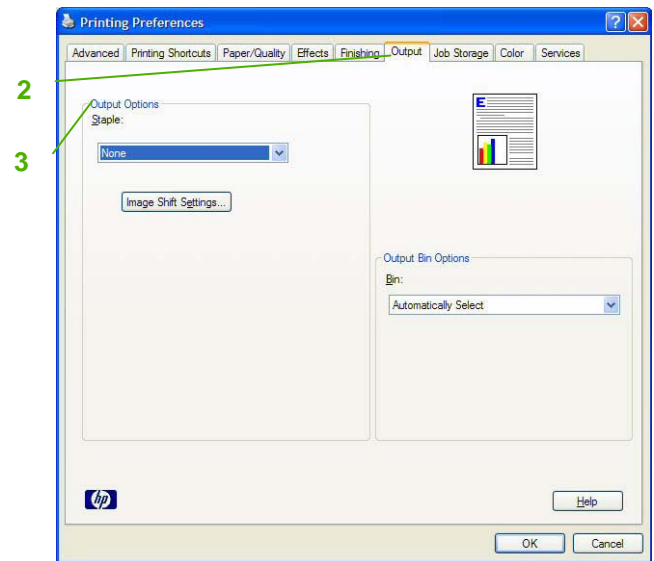 Printing Preferences
Advanced Printing Shortcuts Paper/Quality Effects Finishing Output Job Storage Color Services
2
Output Options
Staple:
3
None
Image Shift Settings...
E
Output Bin Options
Bin:
Automatically Select
hp
Help
OK Cancel